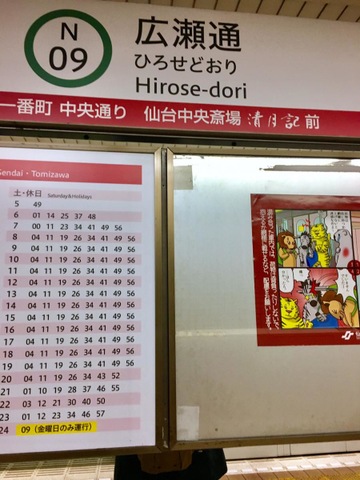 N
09
広瀬通
ひろせどおり
Hirose-dori
一番町 中央通り 仙台中央斎場 清月記 前
Sendai・Tomizawa
土・休日 Saturday&Holidays
5 49
6 01 14 25 37 48
7 00 11 23 34 41 49 56
8 04 11 19 26 34 41 49 56
9 04 11 19 26 34 41 49 56
10 04 11 19 26 34 41 49 56
11 04 11 19 26 34 41 49 56
12 04 11 19 26 34 41 49 56
13 04 11 19 26 34 41 49 56
14 04 11 19 26 34 41 49 56
15 04 11 19 26 34 41 49 56
16 04 11 19 26 34 41 49 56
17 04 11 19 26 34 41 49 56
18 04 11 19 26 34 41 49 56
19 04 11 19 26 34 41 49 56
20 04 11 19 26 34 43 52
21 01 10 19 28 37 46 55
22 03 12 21 30 40 50
23 01 12 23 34 46 57
24 09 (金曜日のみ運行)